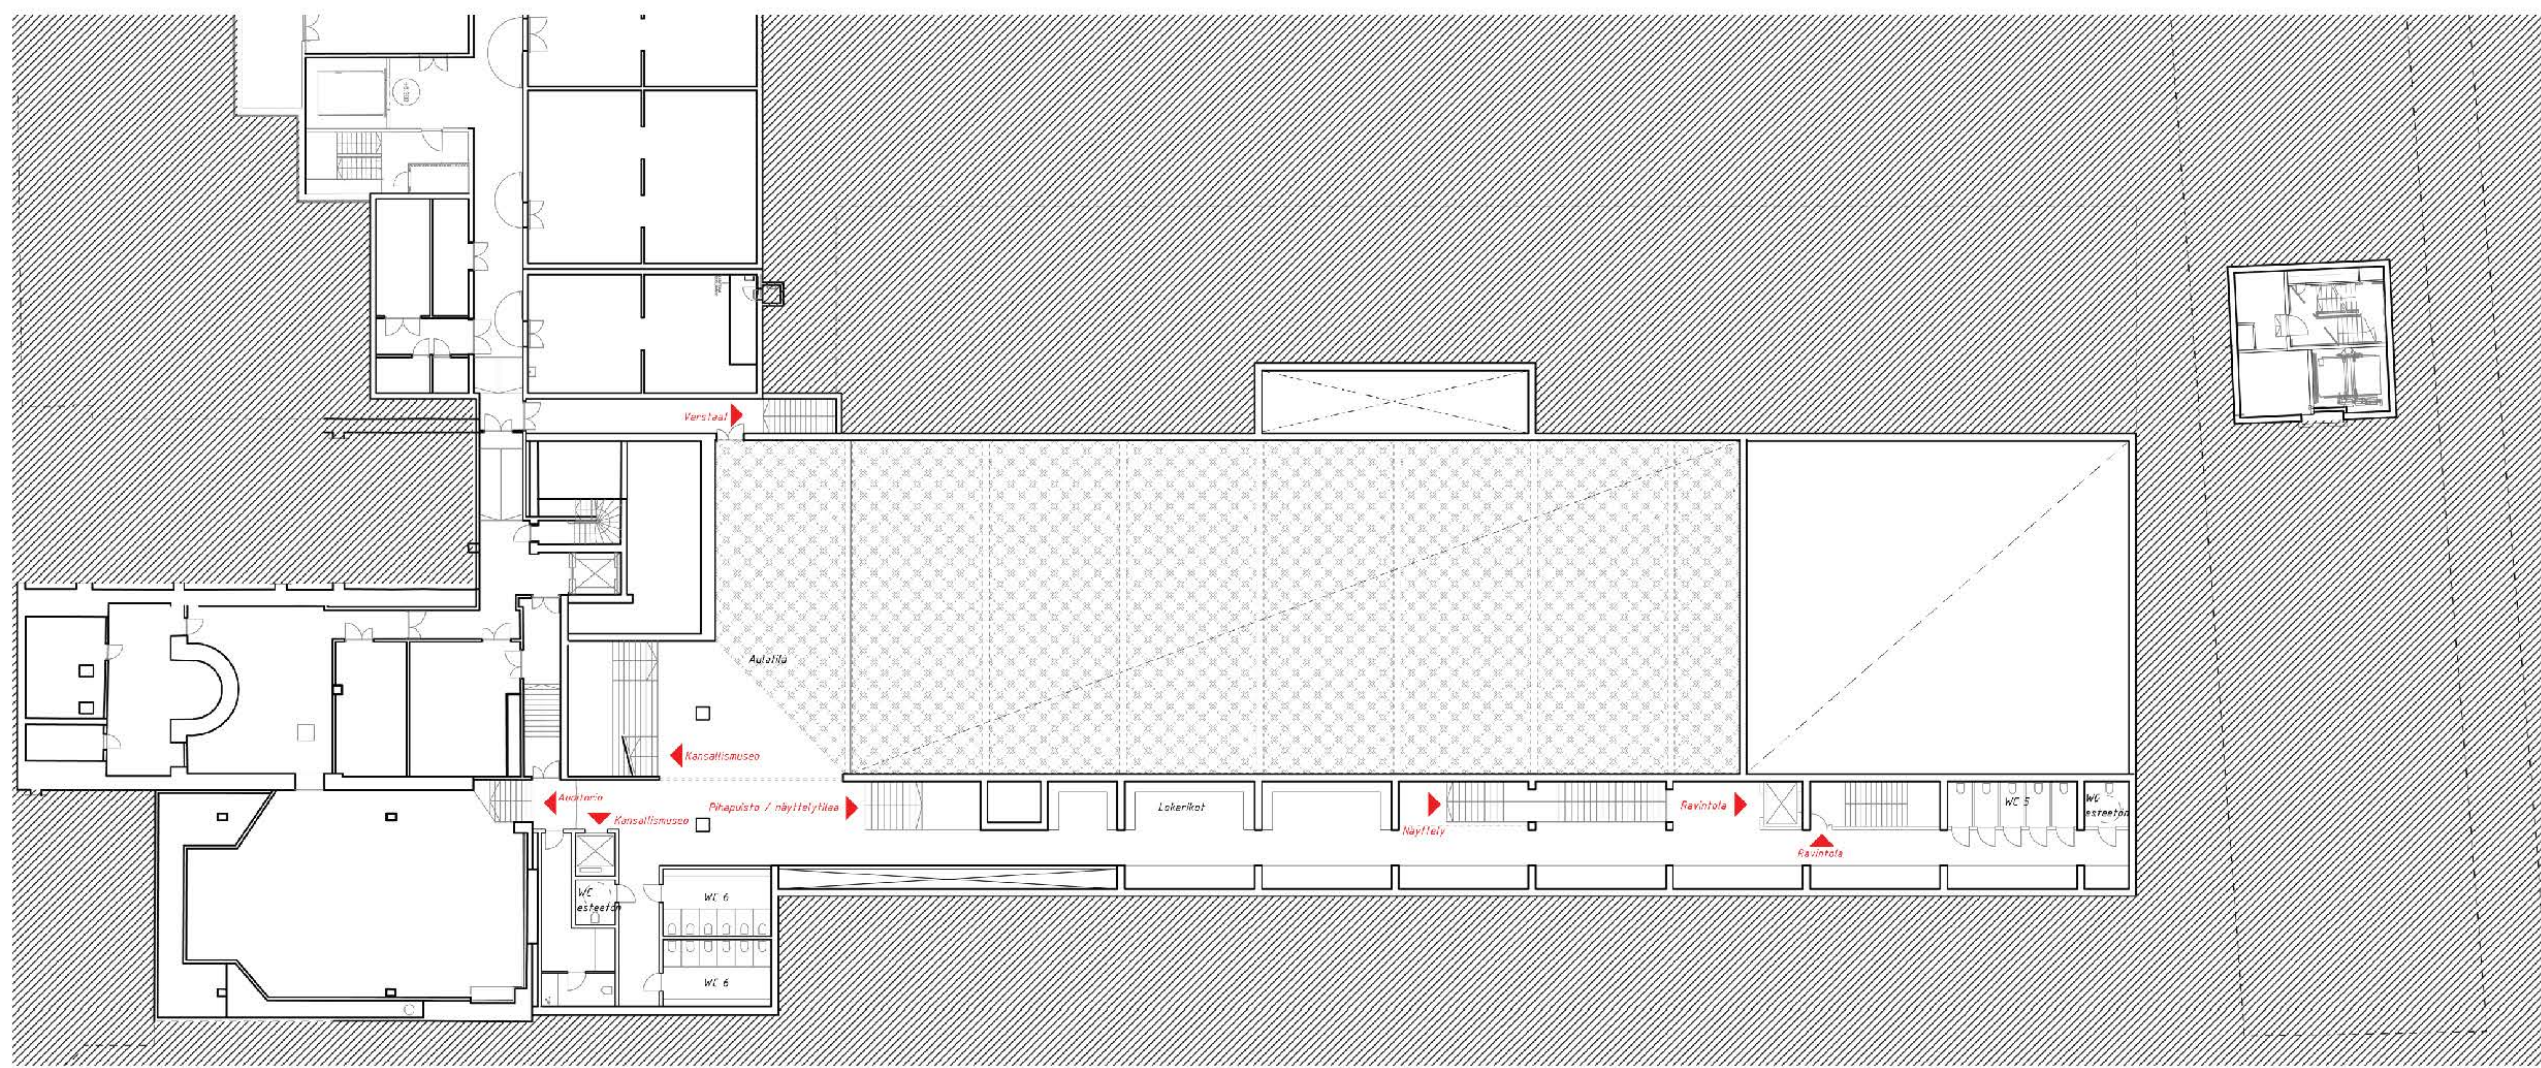 Verstaat
Aulatila
Kansallismuseo
Auditorio
Kansallismuseo
Pihapuisto / näyttelytilaa
Lokerikot
Näyttely
Ravintola
Ravintola
WC 5
WC
esteetön
WC
esteetön
WC 6
WC 6